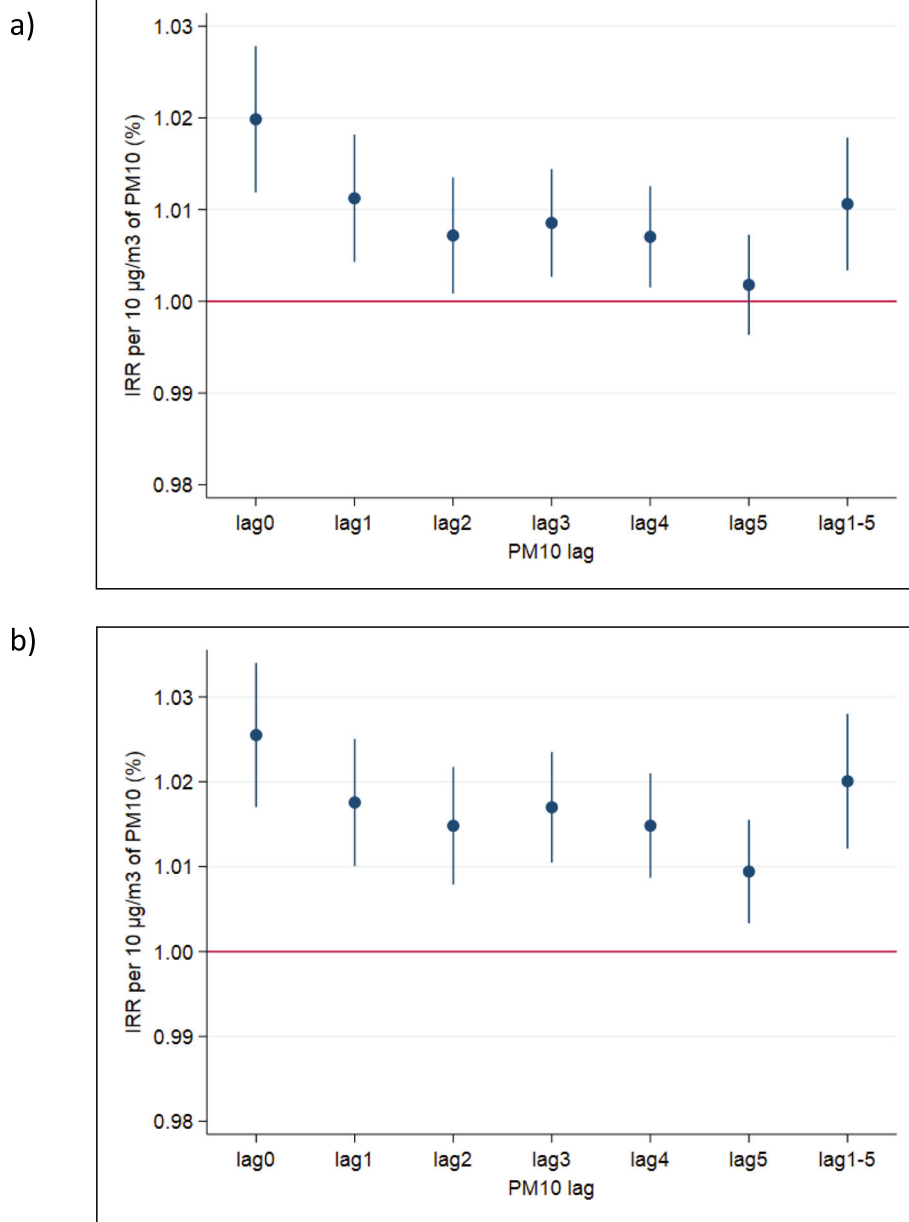 a)
IRR per 10 µg/m3 of PM10 (%)
1.03
1.02
1.01
1.00
0.99
0.98
lag0 lag1 lag2 lag3 lag4 lag5 lag1-5
PM10 lag
b)
IRR per 10 µg/m3 of PM10 (%)
1.03
1.02
1.01
1.00
0.99
0.98
lag0 lag1 lag2 lag3 lag4 lag5 lag1-5
PM10 lag